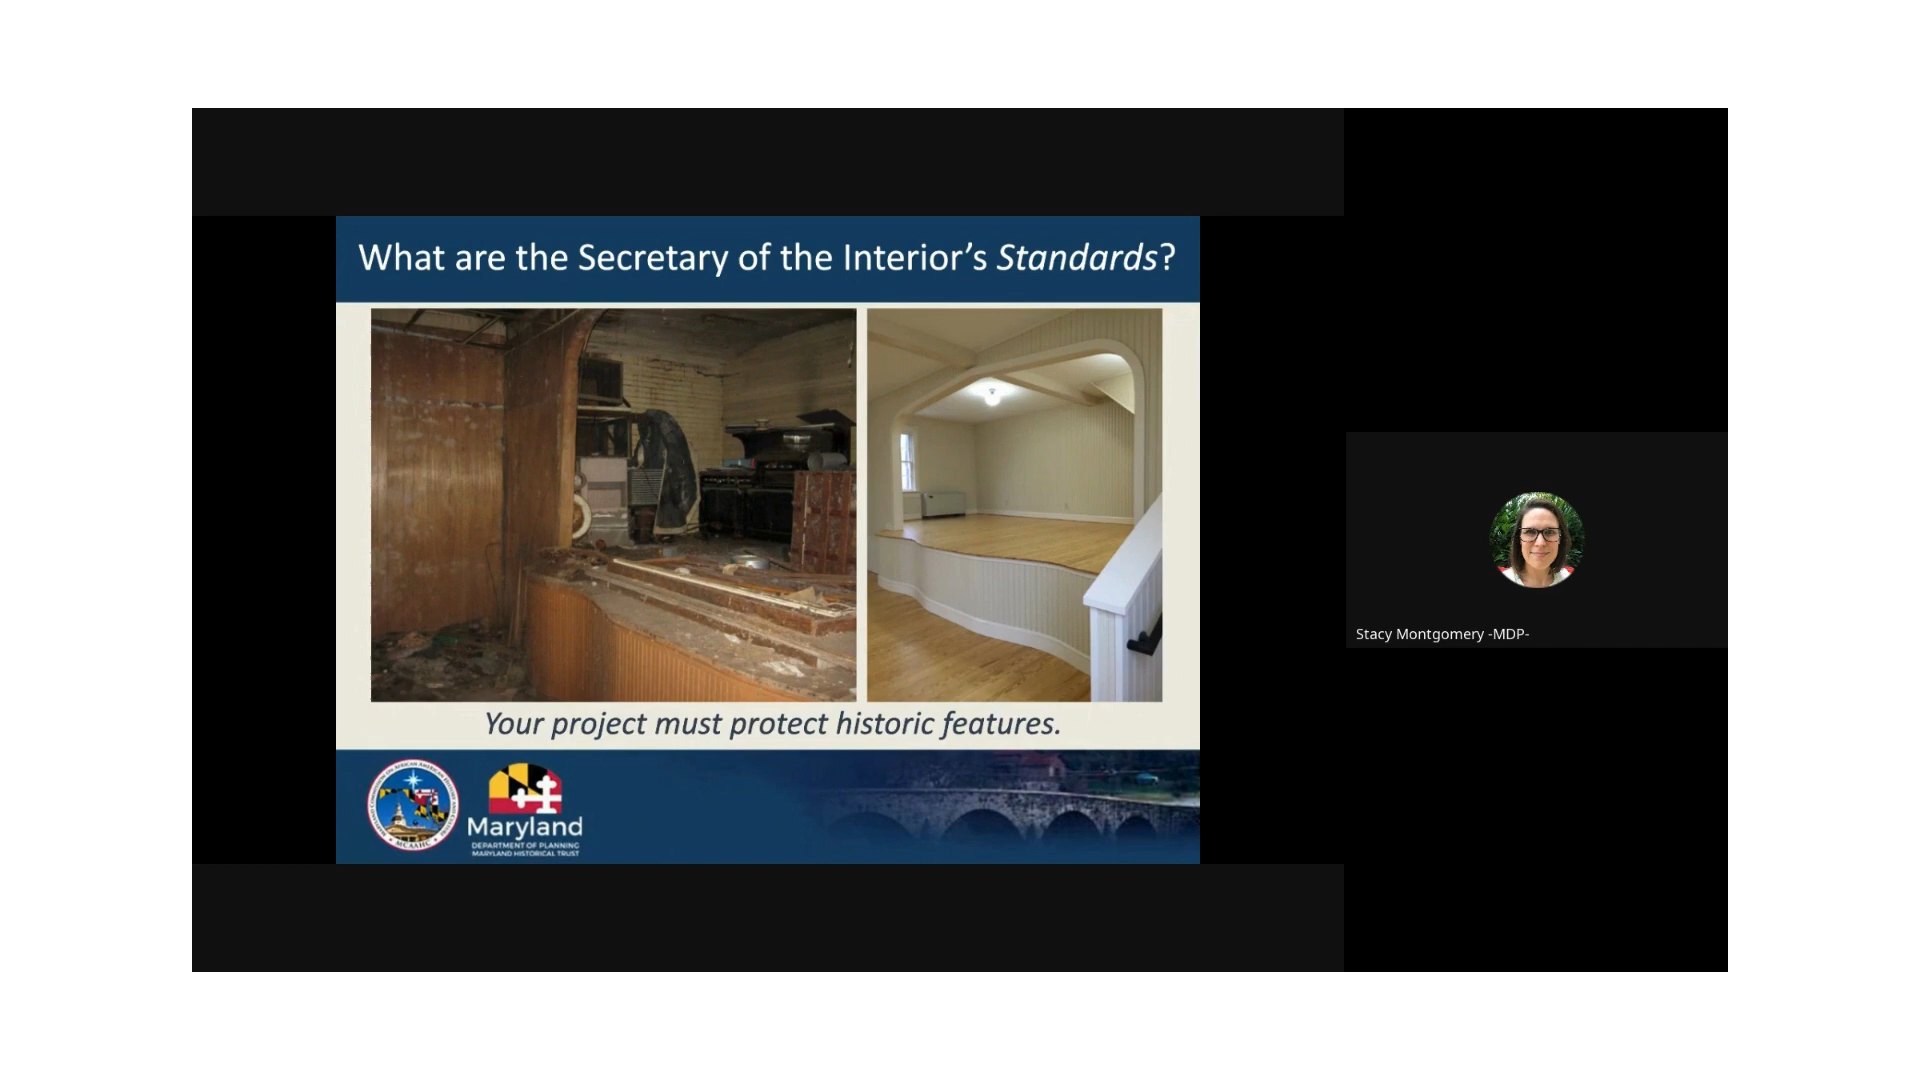 What are the Secretary of the Interior’s Standards?
Your project must protect historic features.
MCAAHC
Maryland
DEPARTMENT OF PLANNING
MARYLAND HISTORICAL TRUST
Stacy Montgomery -MDP-